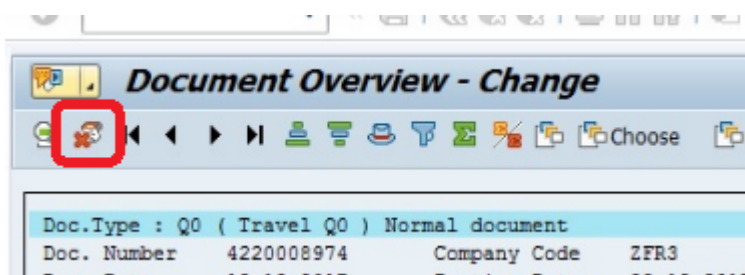 Document Overview - Change
Choose
Doc.Type : Q0 ( Travel Q0 ) Normal document
Doc. Number 4220008974 Company Code ZFR3